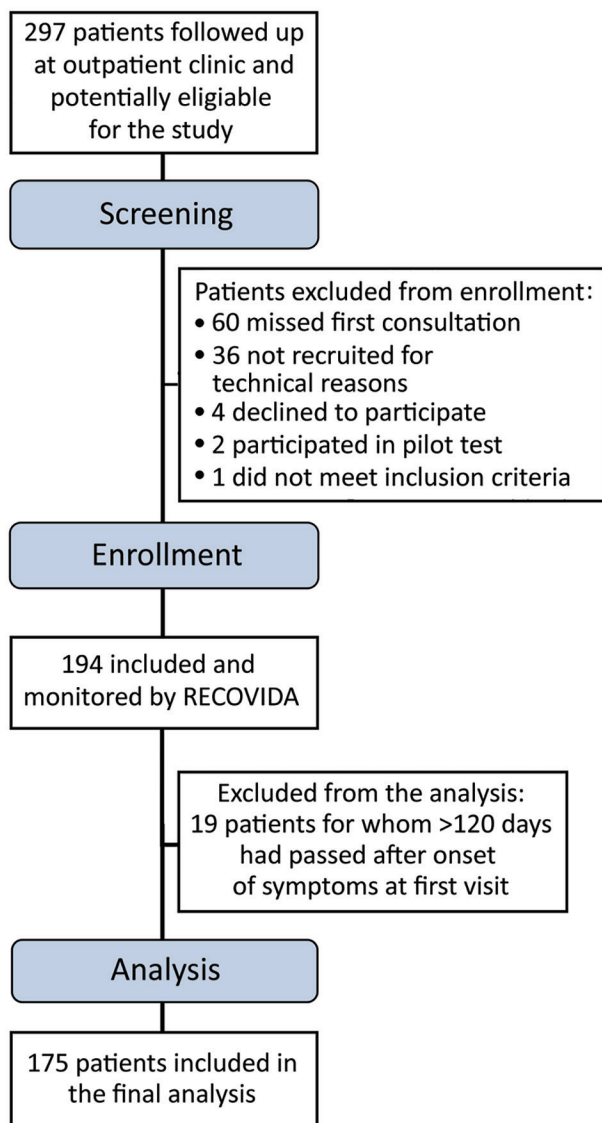 297 patients followed up
at outpatient clinic and
potentially eligiable
for the study
Screening
Patients excluded from enrollment:
• 60 missed first consultation
• 36 not recruited for
technical reasons
• 4 declined to participate
• 2 participated in pilot test
• 1 did not meet inclusion criteria
Enrollment
194 included and
monitored by RECOVIDA
Excluded from the analysis:
19 patients for whom >120 days
had passed after onset
of symptoms at first visit
Analysis
175 patients included in
the final analysis